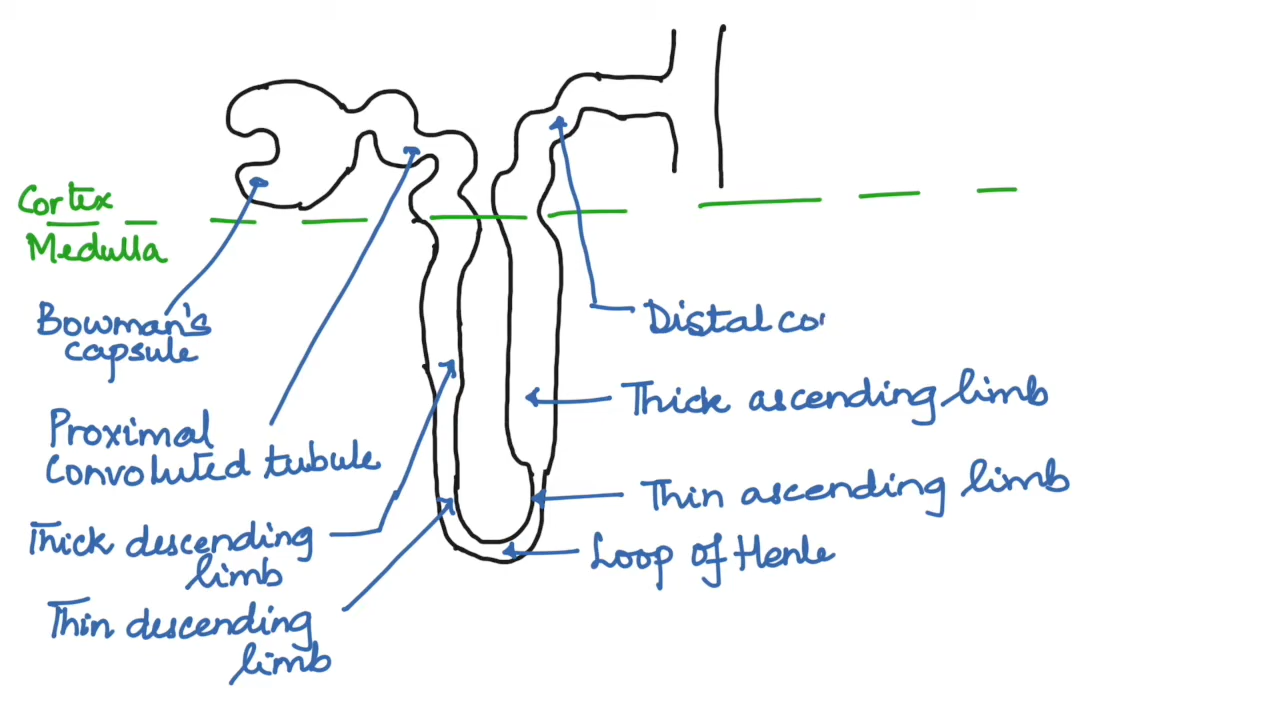 Cortex
Medulla
Bowman's
capsule
Proximal
convoluted tubule
Thick descending
limb
Thin descending
limb
Distal co
Thick ascending limb
Thin ascending limb
Loop of Henle